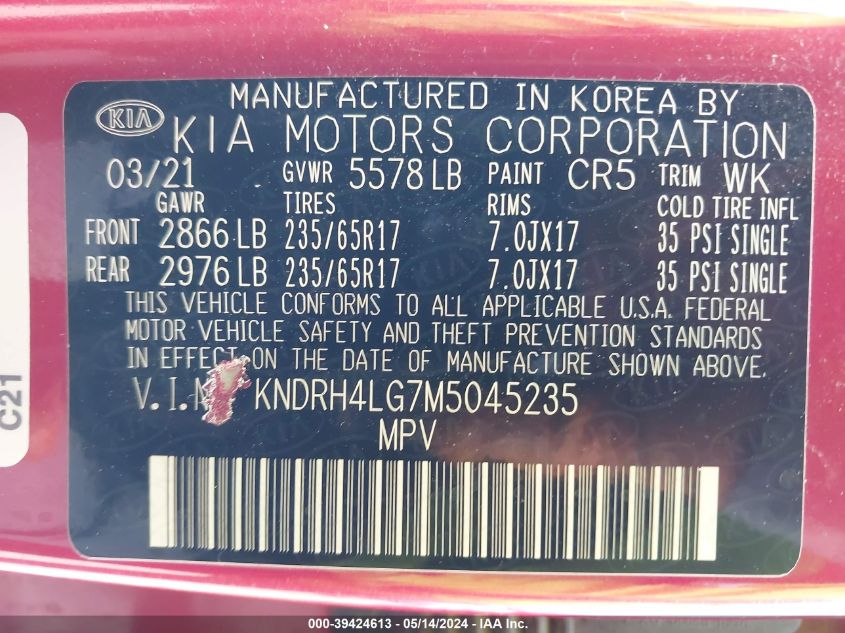 MANUFACTURED IN KOREA BY
KIA KIA MOTORS CORPORATION
03/21 GVWR 5578 LB PAINT CR5 TRIM WK
GAWR TIRES RIMS COLD TIRE INFL
FRONT 2866 LB 235/65R17 7.0JX17 35 PSI SINGLE
REAR 2976 LB 235/65R17 7.0JX17 35 PSI SINGLE
THIS VEHICLE CONFORMS TO ALL APPLICABLE U.S.A. FEDERAL
MOTOR VEHICLE SAFETY AND THEFT PREVENTION STANDARDS
IN EFFECT ON THE DATE OF MANUFACTURE SHOWN ABOVE.
V.I.N KNDRH4LG7M5045235
MPV
C21
000-39424613 - 05/14/2024 - IAA Inc.